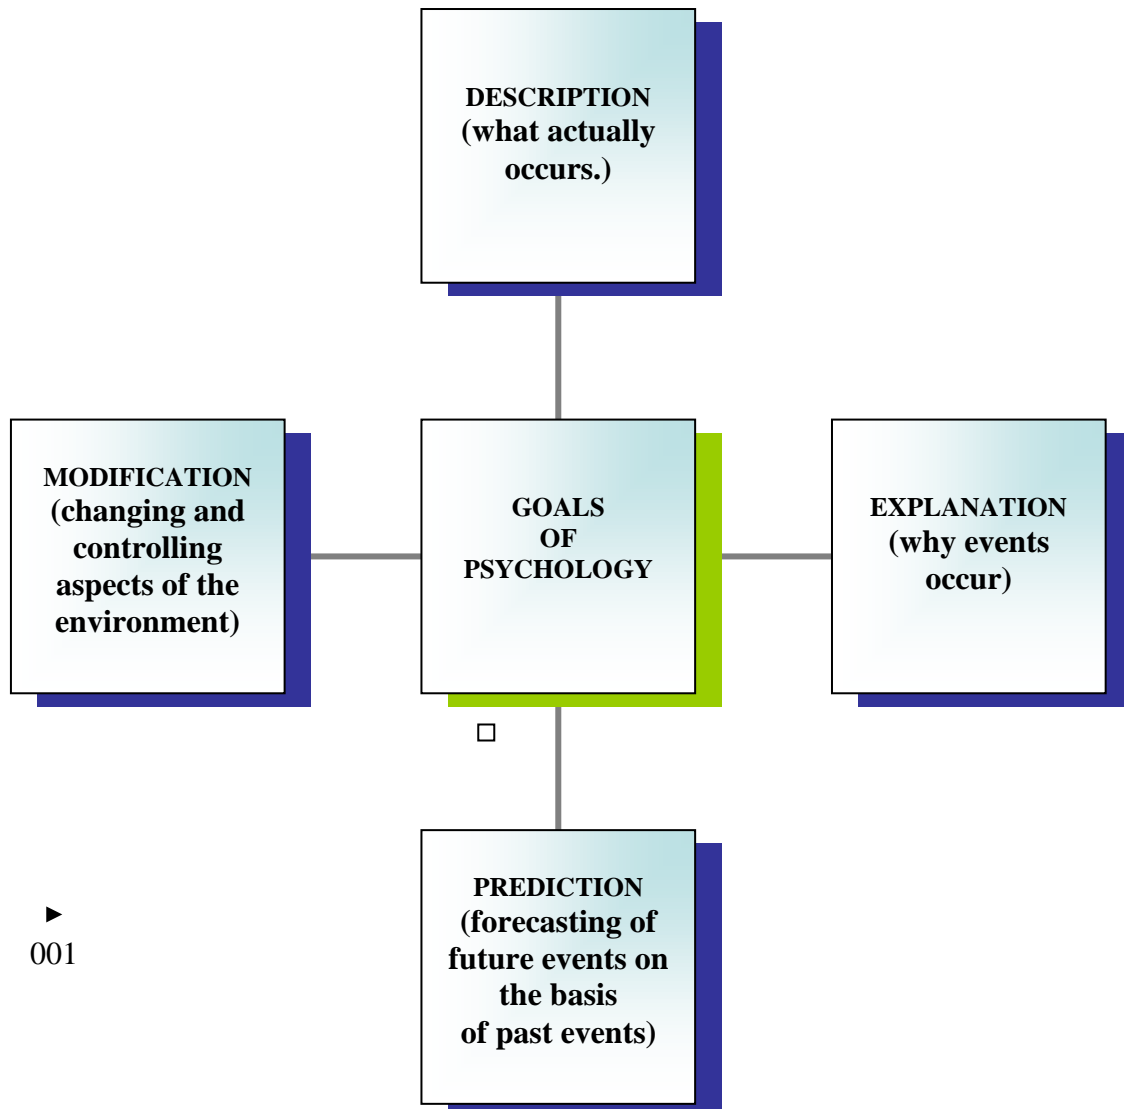 DESCRIPTION
(what actually
occurs.)
MODIFICATION
(changing and
controlling
aspects of the
environment)
GOALS
OF
PSYCHOLOGY
EXPLANATION
(why events
occur)
□
PREDICTION
(forecasting of
future events on
the basis
of past events)
►
001